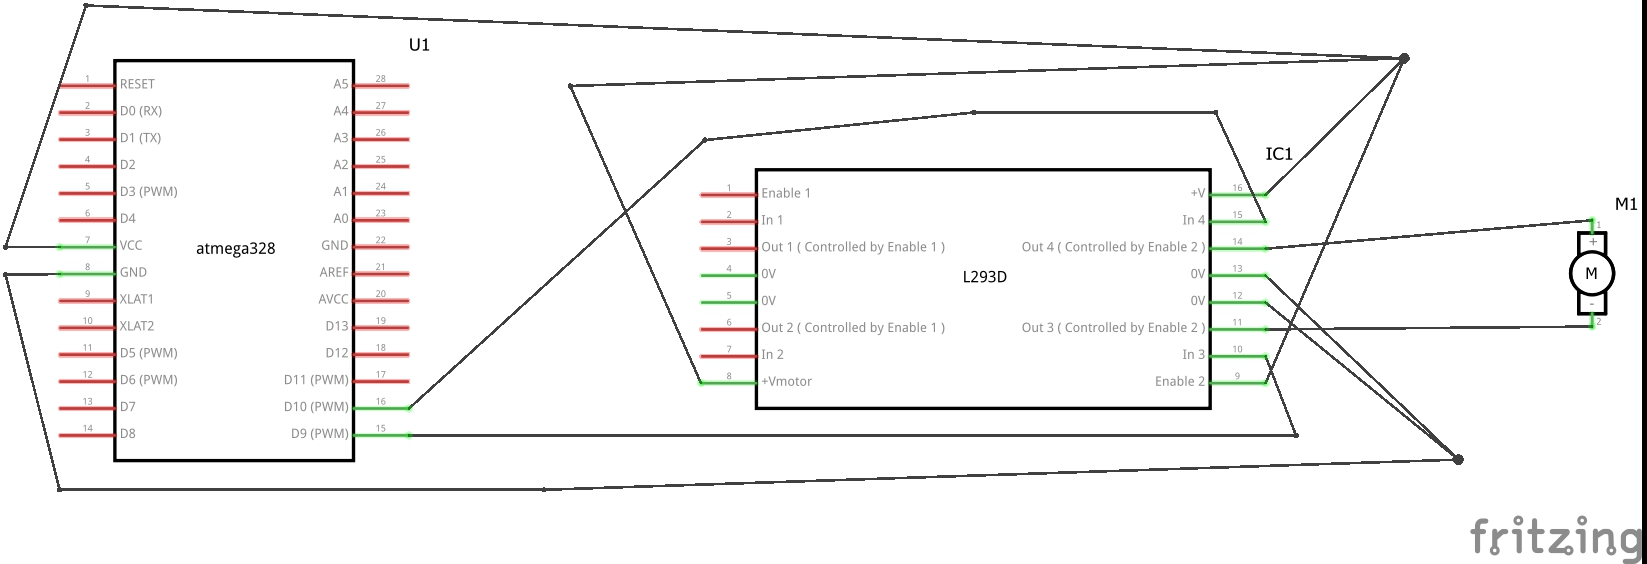 U1
1 RESET A5 28
2 D0 (RX) A4 27
3 D1 (TX) A3 26
4 D2 A2 25
5 D3 (PWM) A1 24
6 D4 A0 23
7 VCC GND 22
8 GND AREF 21
9 XLAT1 AVCC 20
10 XLAT2 D13 19
11 D5 (PWM) D12 18
12 D6 (PWM) D11 (PWM) 17
13 D7 D10 (PWM) 16
14 D8 D9 (PWM) 15
atmega328
IC1
1 Enable 1 +V 16
2 In 1 In 4 15
3 Out 1 ( Controlled by Enable 1 ) Out 4 ( Controlled by Enable 2 ) 14
4 0V 0V 13
5 0V 0V 12
6 Out 2 ( Controlled by Enable 1 ) Out 3 ( Controlled by Enable 2 ) 11
7 In 2 In 3 10
8 +Vmotor Enable 2 9
L293D
M1
1
+
M
-
2
fritzing